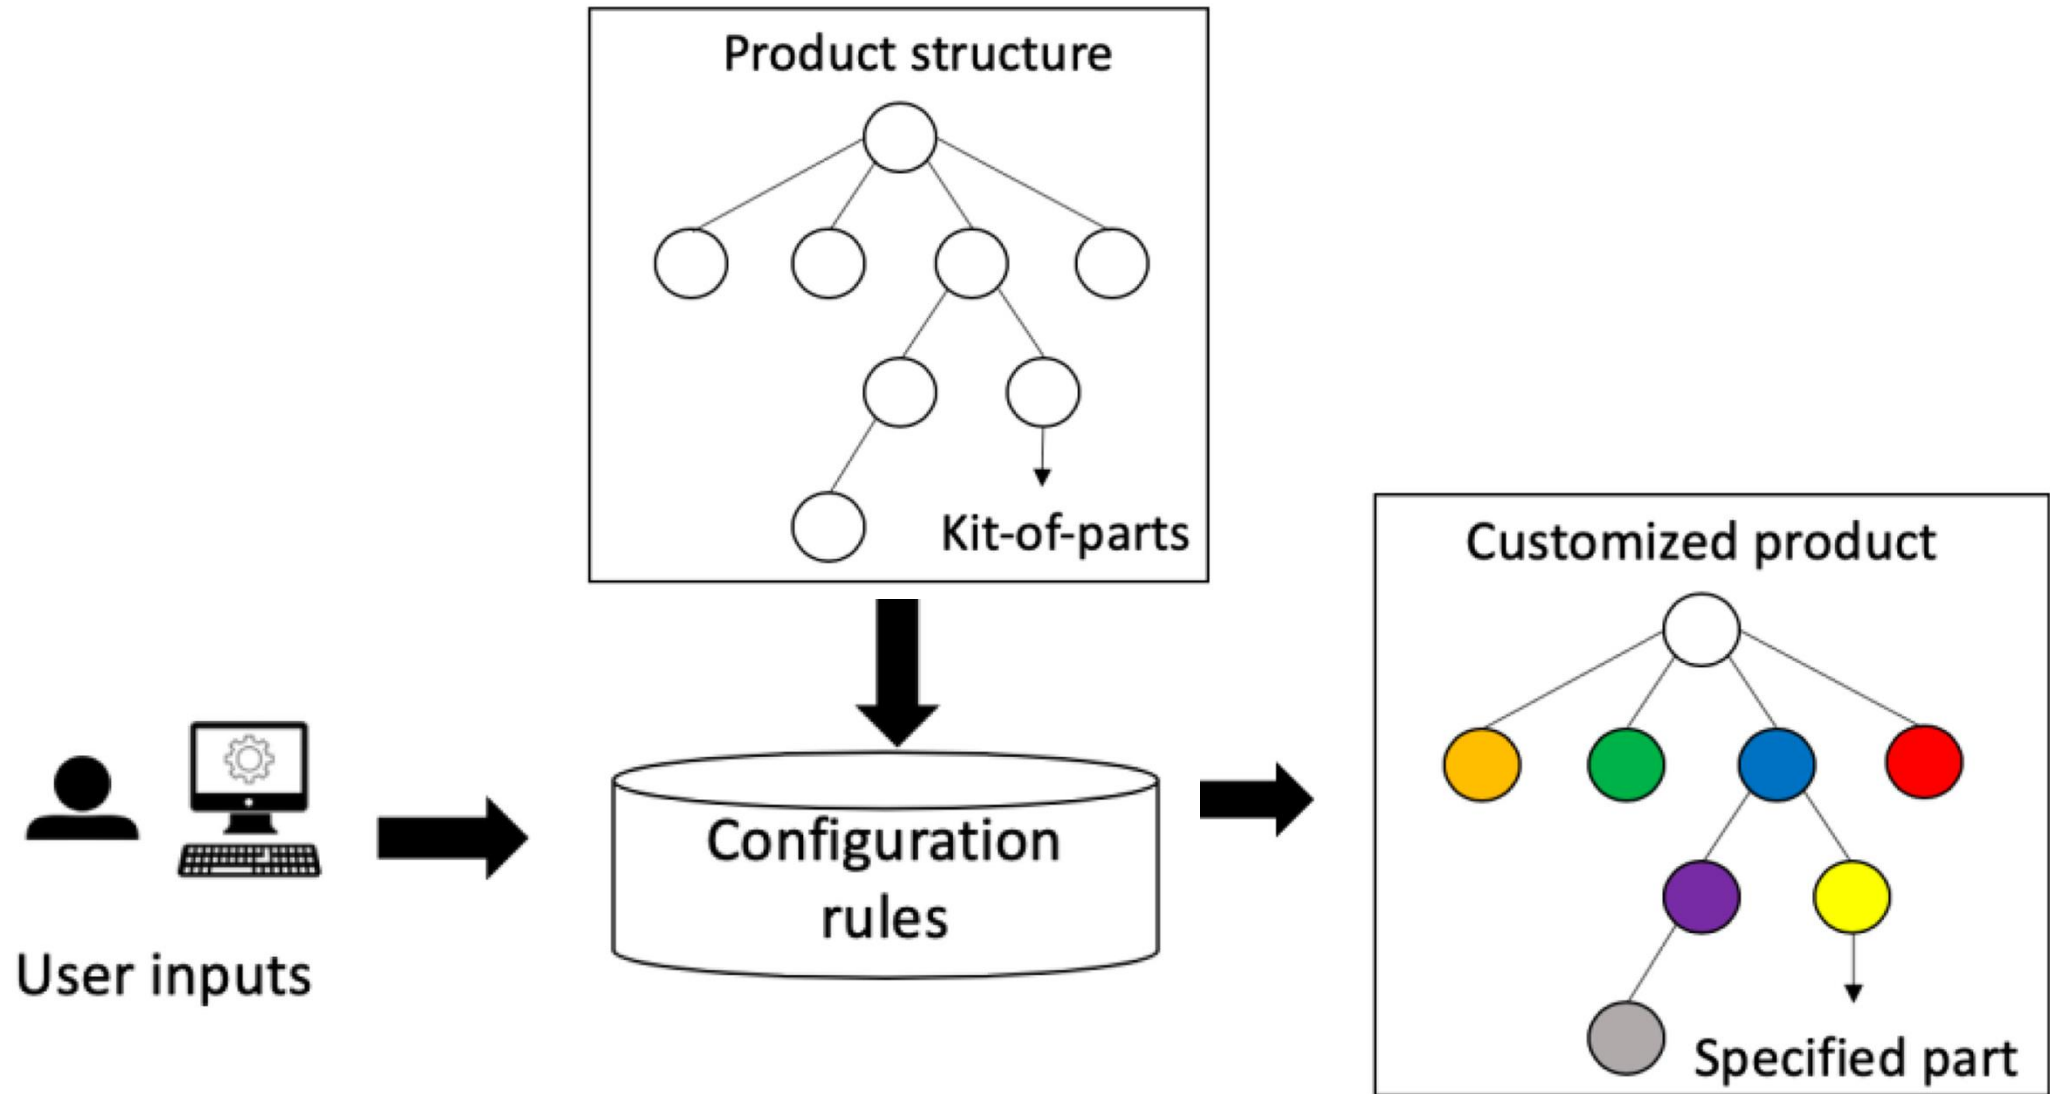 Product structure
Kit-of-parts
User inputs
Configuration
rules
Customized product
Specified part